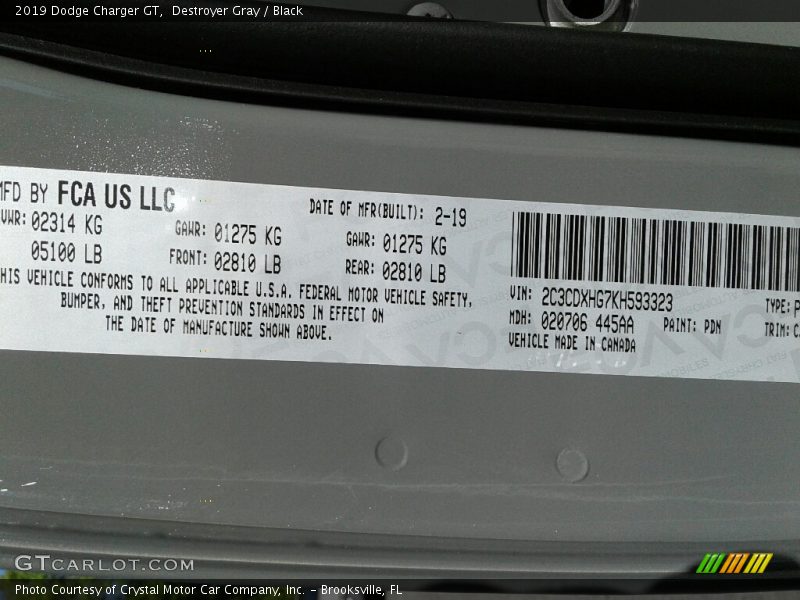 2019 Dodge Charger GT, Destroyer Gray / Black
MFD BY FCA US LLC
DATE OF MFR(BUILT): 2-19
GAWR: 01275 KG
GAWR: 01275 KG
02314 KG
05100 LB
FRONT: 02810 LB
REAR: 02810 LB
THIS VEHICLE CONFORMS TO ALL APPLICABLE U.S.A. FEDERAL MOTOR VEHICLE SAFETY,
BUMPER, AND THEFT PREVENTION STANDARDS IN EFFECT ON
THE DATE OF MANUFACTURE SHOWN ABOVE.
VIN: 2C3CDXHG7KH593323
TYPE: P
MDH: 020706 445AA
PAINT: PDN
TRIM: C
VEHICLE MADE IN CANADA
GTCARLOT.COM
Photo Courtesy of Crystal Motor Car Company, Inc. - Brooksville, FL